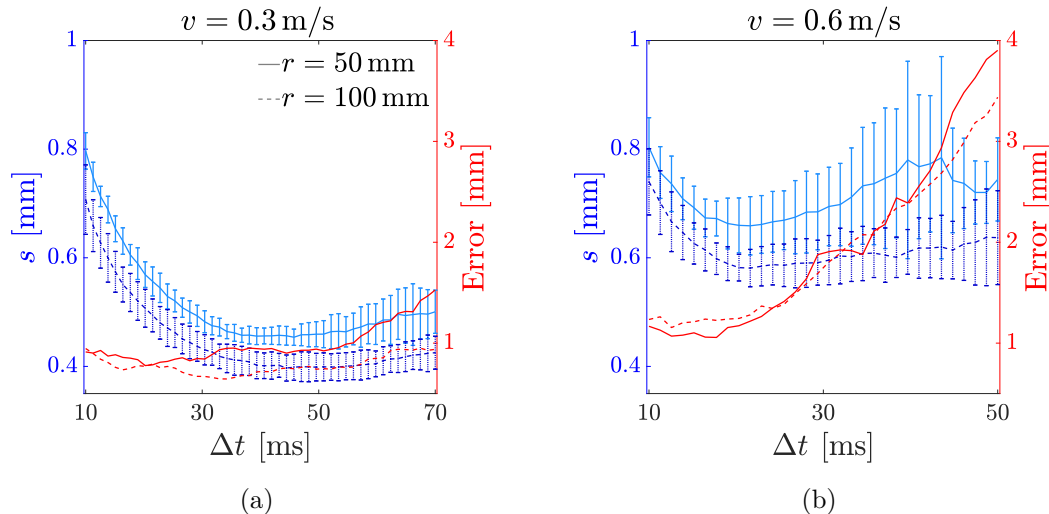 v = 0.3 m/s
1
0.8
0.6
0.4
s [mm]
r = 50 mm
r = 100 mm
4
3
2
1
Error [mm]
10 30 50 70
Δt [ms]
(a)
v = 0.6 m/s
1
0.8
0.6
0.4
s [mm]
4
3
2
1
Error [mm]
10 30 50
Δt [ms]
(b)